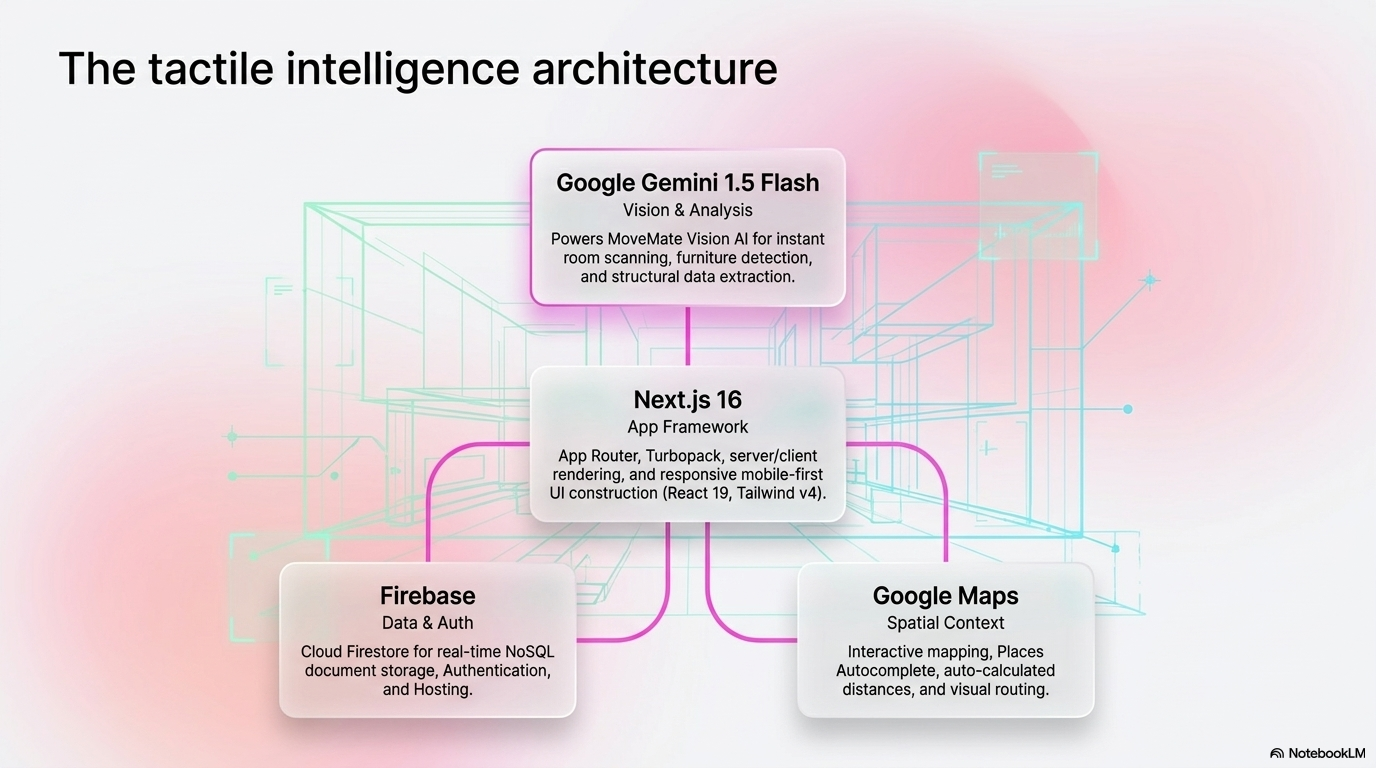 The tactile intelligence architecture
Google Gemini 1.5 Flash
Vision & Analysis
Powers MoveMate Vision AI for instant
room scanning, furniture detection,
and structural data extraction.
Next.js 16
App Framework
App Router, Turbopack, server/client
rendering, and responsive mobile-first
UI construction (React 19, Tailwind v4).
Firebase
Data & Auth
Cloud Firestore for real-time NoSQL
document storage, Authentication,
and Hosting.
Google Maps
Spatial Context
Interactive mapping, Places
Autocomplete, auto-calculated
distances, and visual routing.
NotebookLM